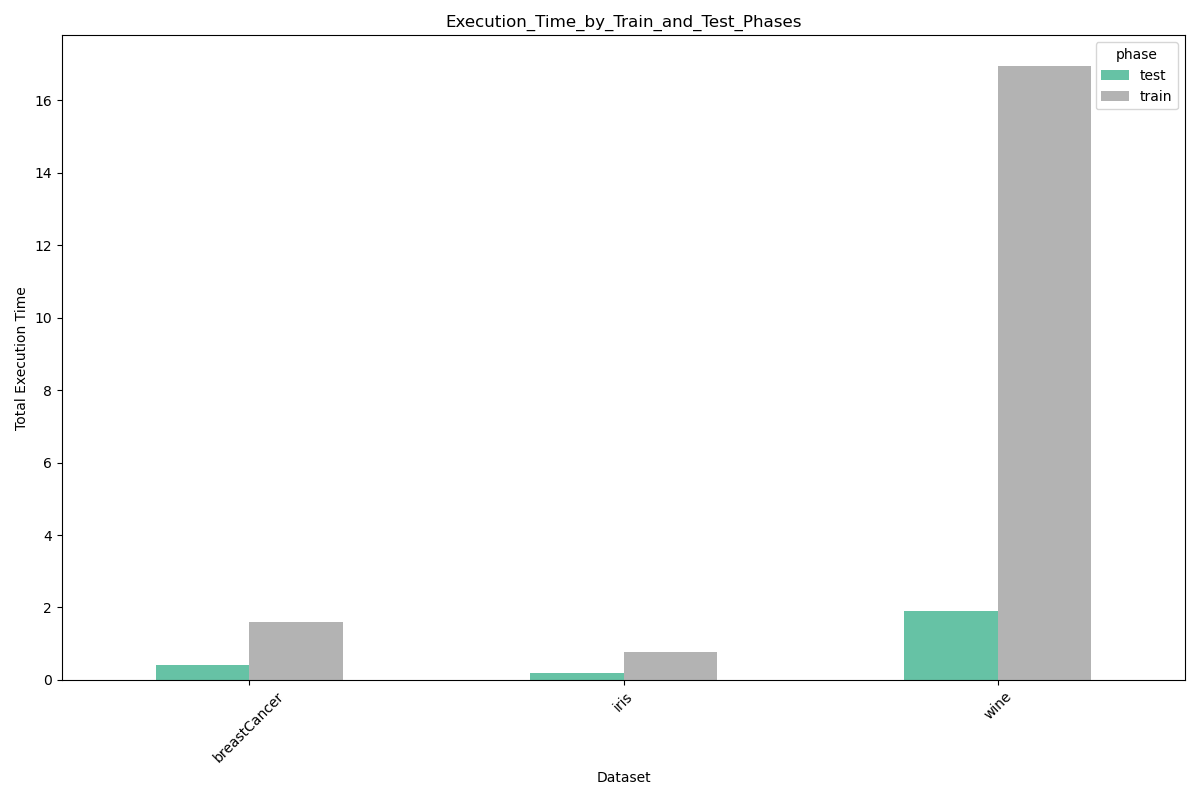 Execution_Time_by_Train_and_Test_Phases
phase
test
train
Total Execution Time
16
14
12
10
8
6
4
2
0
breastCancer
iris
wine
Dataset